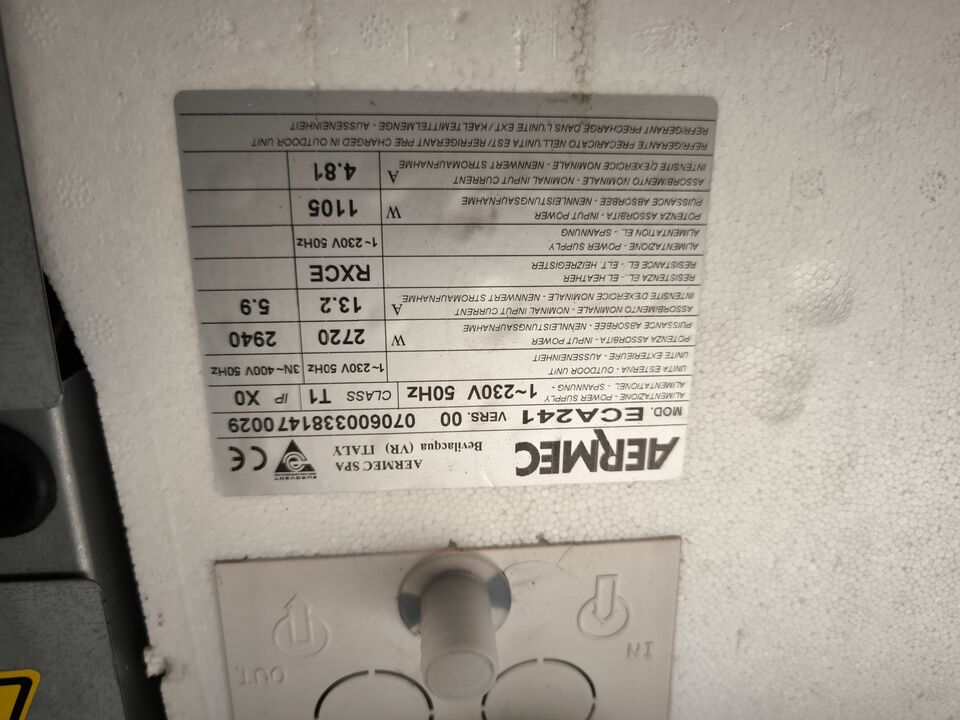 AERMEC
AERMEC SPA
Bevilacqua (VR) ITALY
EUROVENT
CE
MOD. ECA241 VERS. 00 0706003381470029
ALIMENTAZIONE - POWER SUPPLY
ALIMENTATIONEL - SPANNUNG -
1~230V 50Hz CLASS T1 IP X0
UNITA ESTERNA - OUTDOOR UNIT
UNITE EXTERIEURE - AUSSENEINHEIT
1~230V 50Hz 3N~400V 50Hz
POTENZA ASSORBITA - INPUT POWER
PUISSANCE ABSORBEE - NENNLEISTUNGSAUFNAHME
W 2720 2940
ASSORBIMENTO NOMINALE - NOMINAL INPUT CURRENT
INTENSITE D'EXERCICE NOMINALE - NENNWERT STROMAUFNAHME
A 13.2 5.9
RESISTENZA EL. - EL HEATHER
RESISTANCE EL. - ELT. HEIZREGISTER
RXCE
ALIMENTAZIONE - POWER SUPPLY
ALIMENTATION EL. - SPANNUNG
1~230V 50Hz
POTENZA ASSORBITA - INPUT POWER
PUISSANCE ABSORBEE - NENNLEISTUNGSAUFNAHME
W 1105
ASSORBIMENTO NOMINALE - NOMINAL INPUT CURRENT
INTENSITE D'EXERCICE NOMINALE - NENNWERT STROMAUFNAHME
A 4.81
REFRIGERANTE PRECARICATO NELL'UNITA EST/ REFRIGERANT PRE CHARGED IN OUTDOOR UNIT
REFRIGERANT PRECHARGE DANS L'UNITE EXT / KAELTEMITTELMENGE - AUSSENEINHEIT
IN
OUT